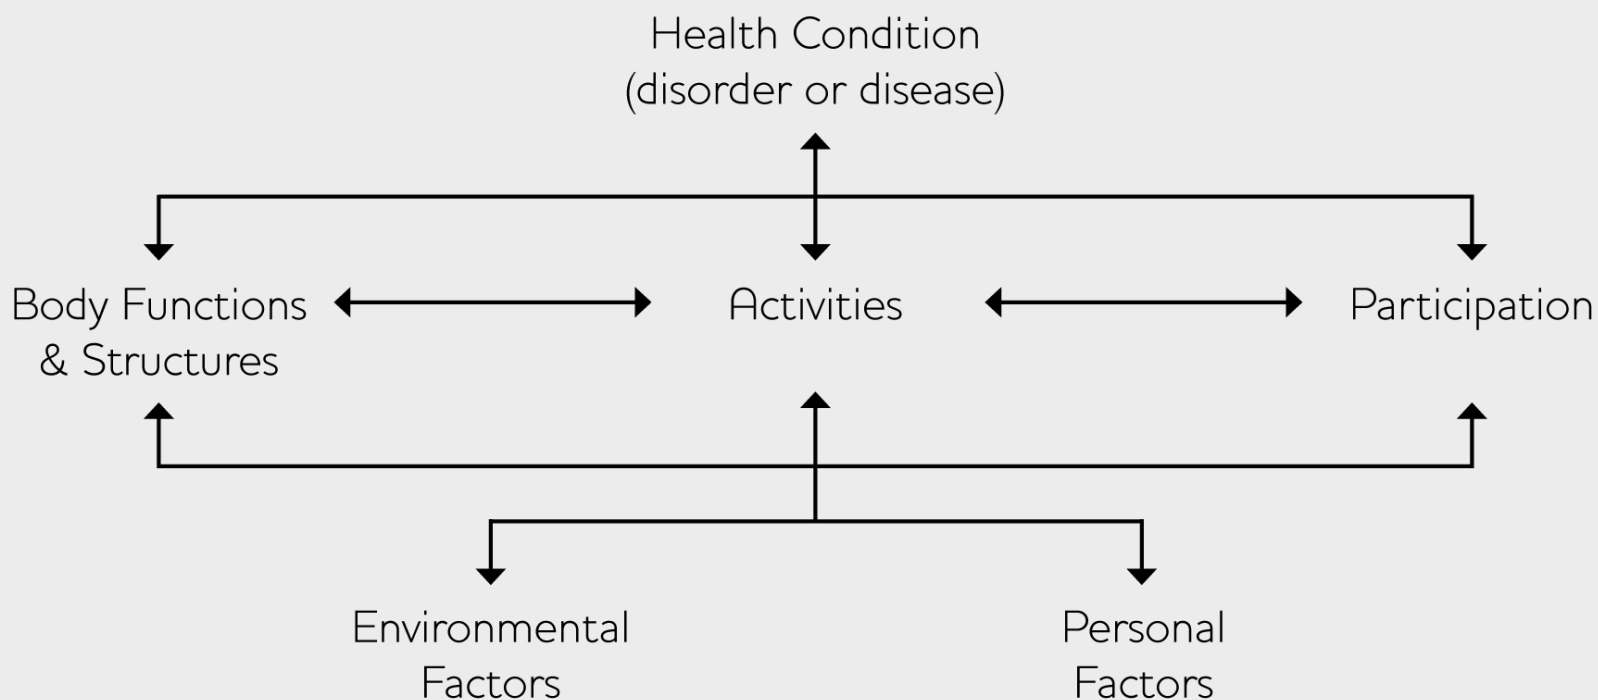 Health Condition
(disorder or disease)
Body Functions
& Structures
Activities
Participation
Environmental
Factors
Personal
Factors